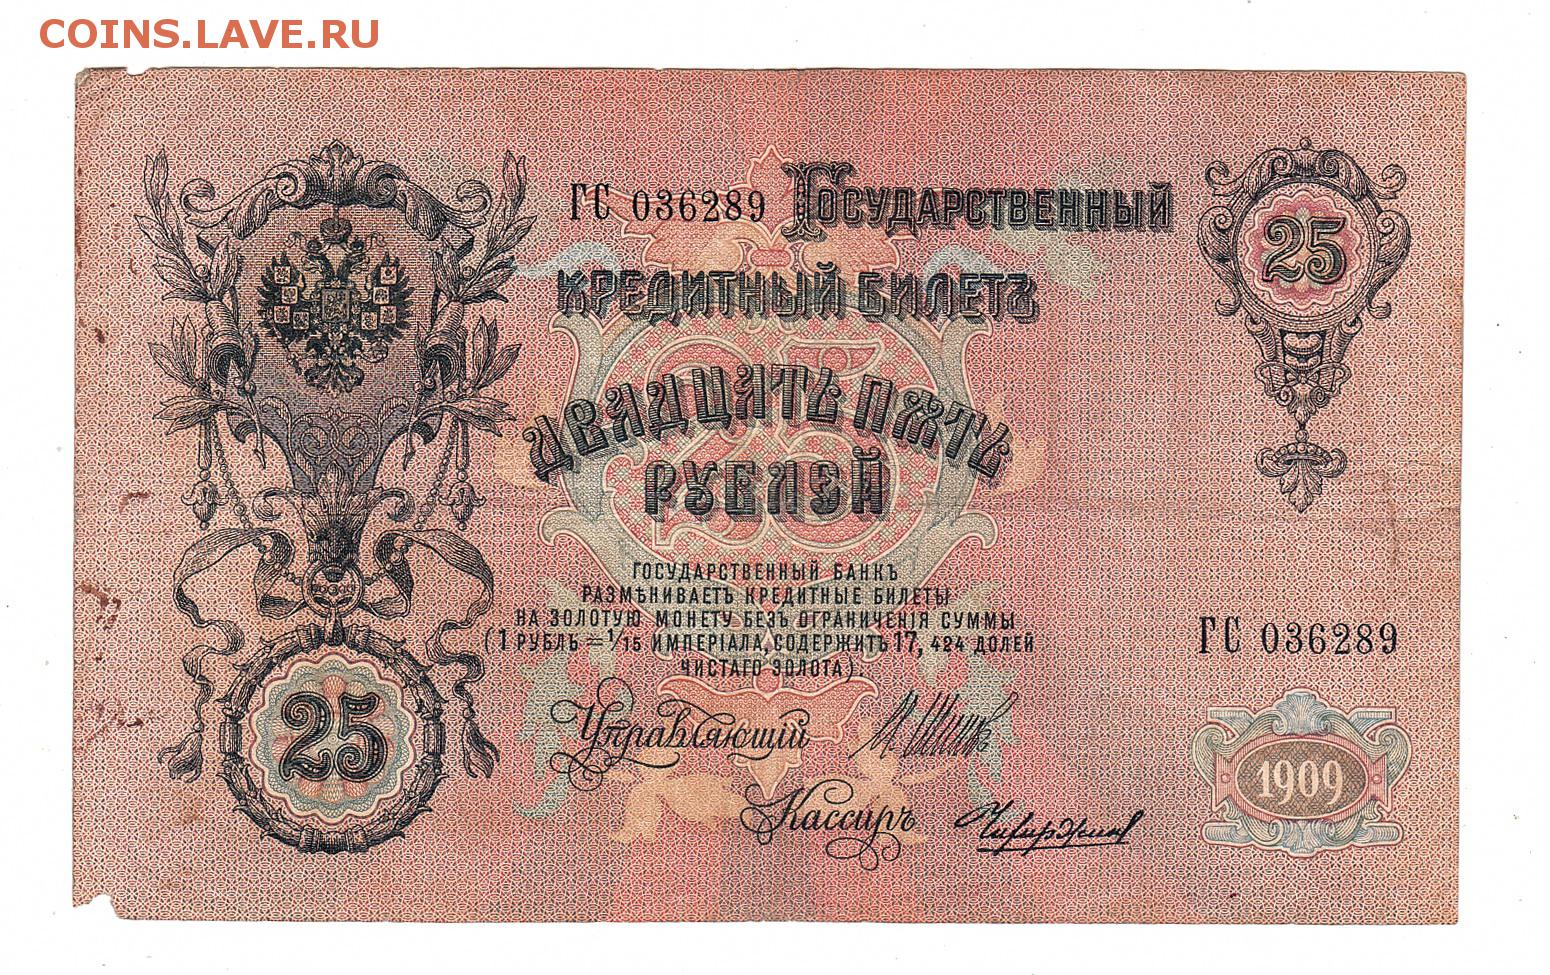 COINS.LAVE.RU
ГС 036289 ГОСУДАРСТВЕННЫЙ
КРЕДИТНЫЙ БИЛЕТЪ
25
ДВАДЦАТЬ ПЯТЬ
РУБЛЕЙ
25
ГОСУДАРСТВЕННЫЙ БАНКЪ
РАЗМѢНИВАЕТЪ КРЕДИТНЫЕ БИЛЕТЫ
НА ЗОЛОТУЮ МОНЕТУ БЕЗЪ ОГРАНИЧЕНІЯ СУММЫ
(1 РУБЛЬ = 1/15 ИМПЕРІАЛА, СОДЕРЖИТЪ 17, 424 ДОЛЕЙ
ЧИСТАГО ЗОЛОТА)
ГС 036289
25
Управляющій
Кассиръ
1909